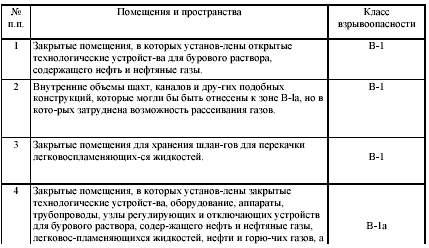 № п.п. Помещения и пространства Класс взрывоопасности
1 Закрытые помещения, в которых установ-лены открытые В-1
технологические устройст-ва для бурового раствора,
содержащего нефть и нефтяные газы.
2 Внутренние объемы шахт, каналов и дру-гих подобных В-1
конструкций, которые могли бы быть отнесены к зоне В-Iа, но в
кото-рых затруднена возможность рассеивания газов.
3 Закрытые помещения для хранения шлан-гов для перекачки
легковоспламеняющих-ся жидкостей. В-1
4 Закрытые помещения, в которых установ-лены закрытые
технологические устройст-ва, оборудование, аппараты,
трубопроводы, узлы регулирующих и отключающих устройств
для бурового раствора, содер-жащего нефть и нефтяные газы, В-1а
легковос-пламеняющихся жидкостей, нефти и горю-чих газов, а